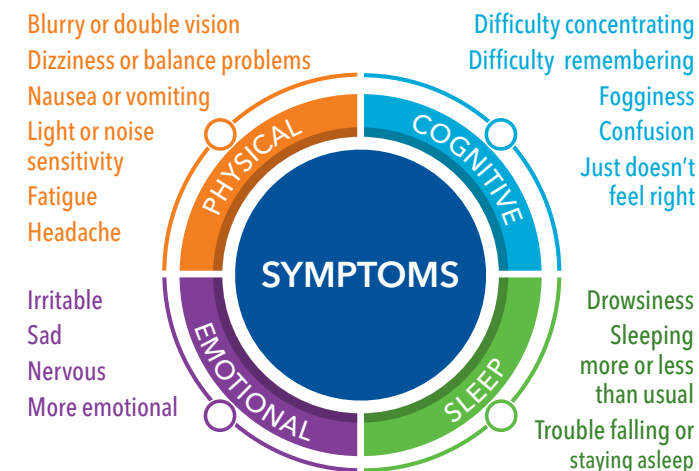 Blurry or double vision
Dizziness or balance problems
Nausea or vomiting
Light or noise
sensitivity
Fatigue
Headache
PHYSICAL
Difficulty concentrating
Difficulty remembering
Fogginess
Confusion
Just doesn't
feel right
COGNITIVE
SYMPTOMS
Irritable
Sad
Nervous
More emotional
EMOTIONAL
Drowsiness
Sleeping
more or less
than usual
Trouble falling or
staying asleep
SLEEP